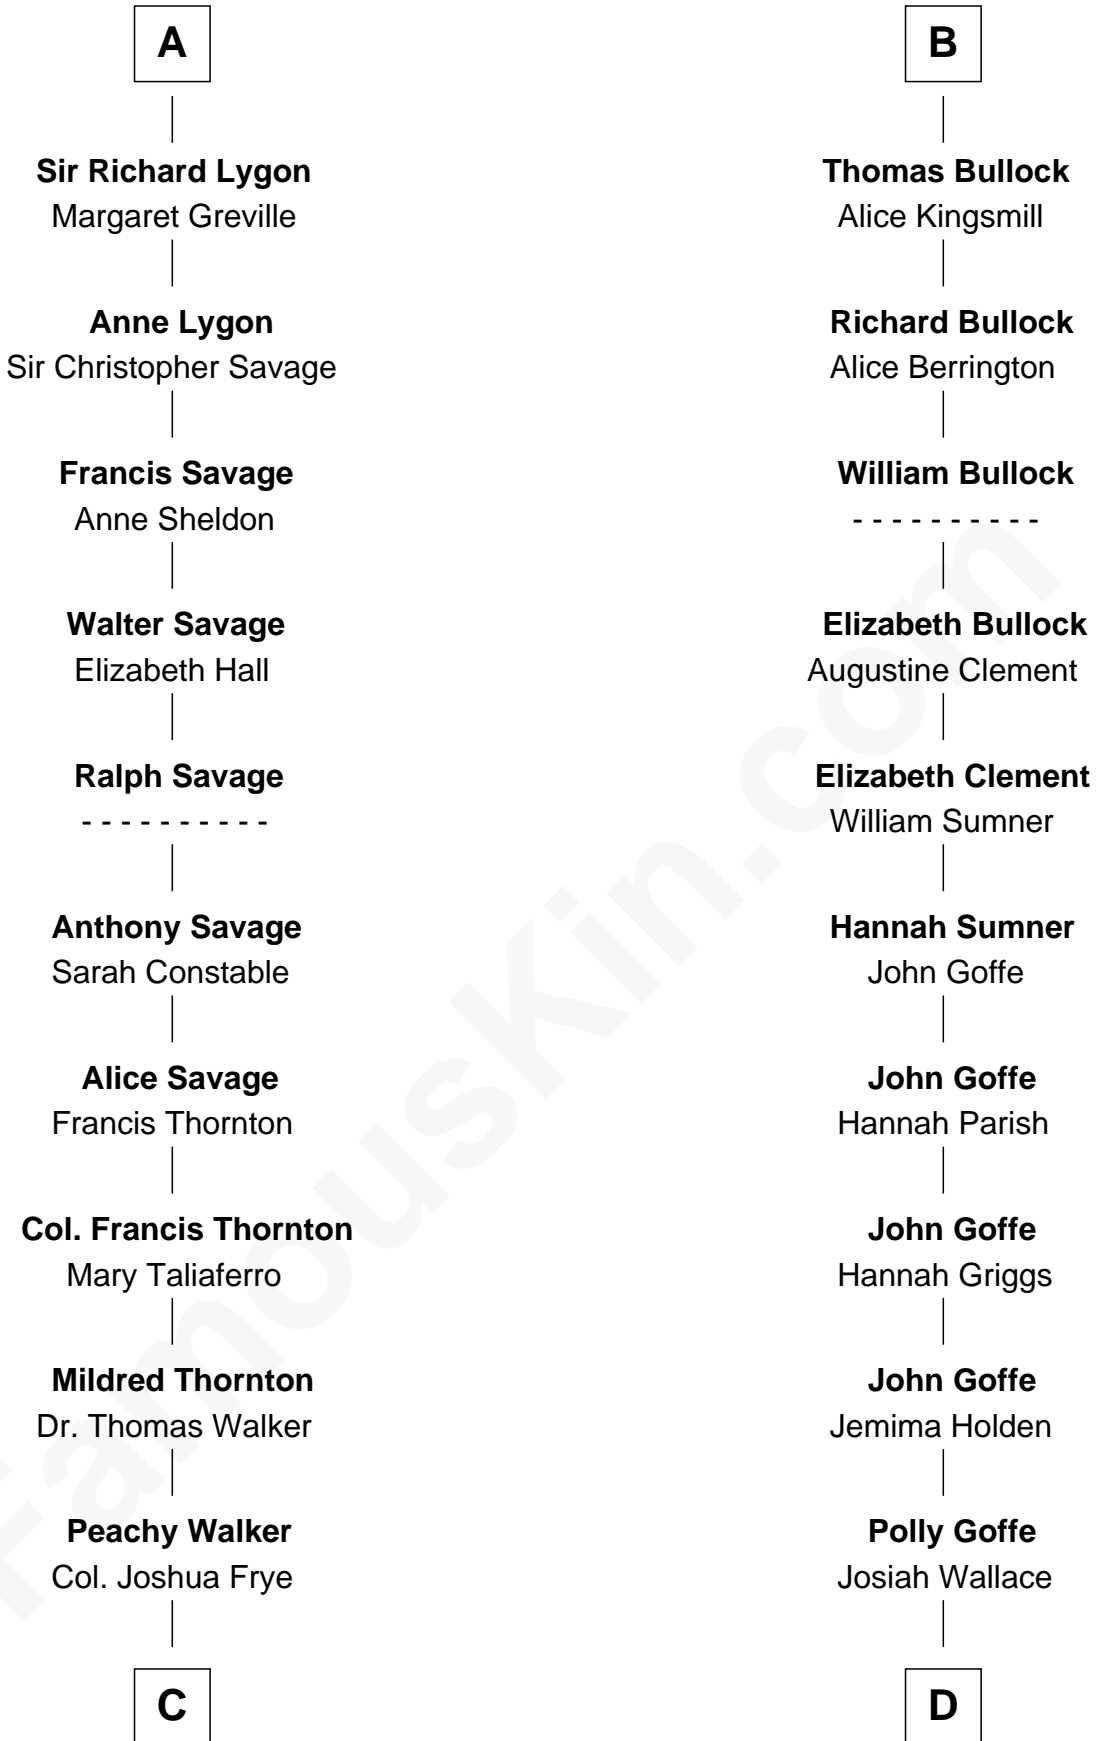 A
Sir Richard Lygon
Margaret Greville
Anne Lygon
Sir Christopher Savage
Francis Savage
Anne Sheldon
Walter Savage
Elizabeth Hall
Ralph Savage
- - - - - - - - - -
Anthony Savage
Sarah Constable
Alice Savage
Francis Thornton
Col. Francis Thornton
Mary Taliaferro
Mildred Thornton
Dr. Thomas Walker
Peachy Walker
Col. Joshua Frye
C
B
Thomas Bullock
Alice Kingsmill
Richard Bullock
Alice Berrington
William Bullock
- - - - - - - - - -
Elizabeth Bullock
Augustine Clement
Elizabeth Clement
William Sumner
Hannah Sumner
John Goffe
John Goffe
Hannah Parish
John Goffe
Hannah Griggs
John Goffe
Jemima Holden
Polly Goffe
Josiah Wallace
D
FamousKin.com